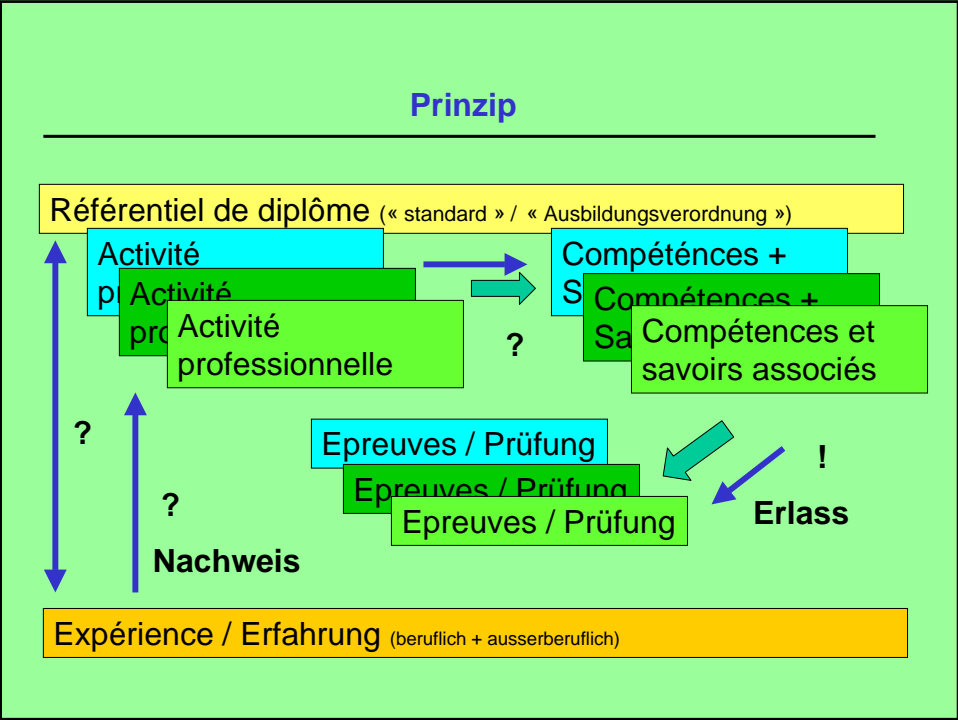 Prinzip
Référentiel de diplôme (« standard » / « Ausbildungsverordnung »)
Activité
Activité
Activité
professionnelle
?
Compéténces +
Compétences +
Compétences et
savoirs associés
?
?
Nachweis
Epreuves / Prüfung
Epreuves / Prüfung
Epreuves / Prüfung
!
Erlass
Expérience / Erfahrung (beruflich + ausserberuflich)